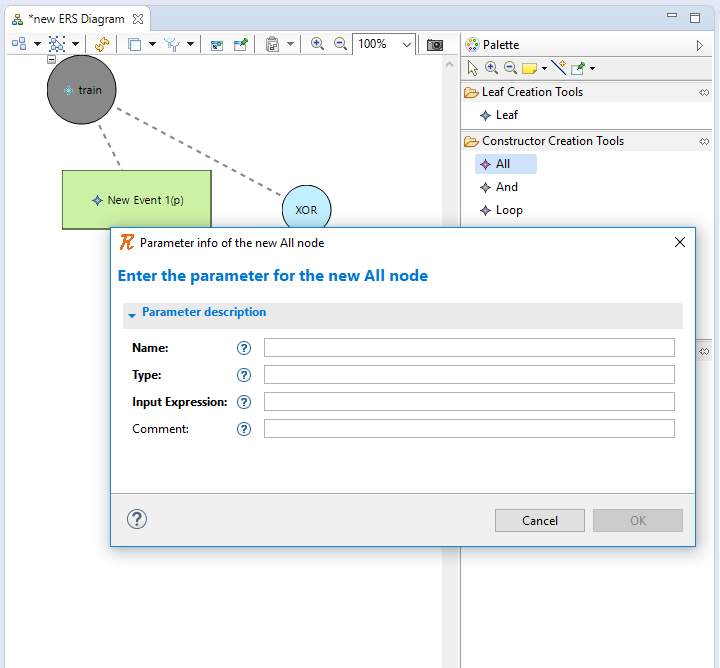 *new ERS Diagram
100%
Palette
Leaf Creation Tools
Leaf
Constructor Creation Tools
All
And
Loop
train
New Event 1(p)
XOR
Parameter info of the new All node
Enter the parameter for the new All node
Parameter description
Name:
Type:
Input Expression:
Comment:
Cancel
OK